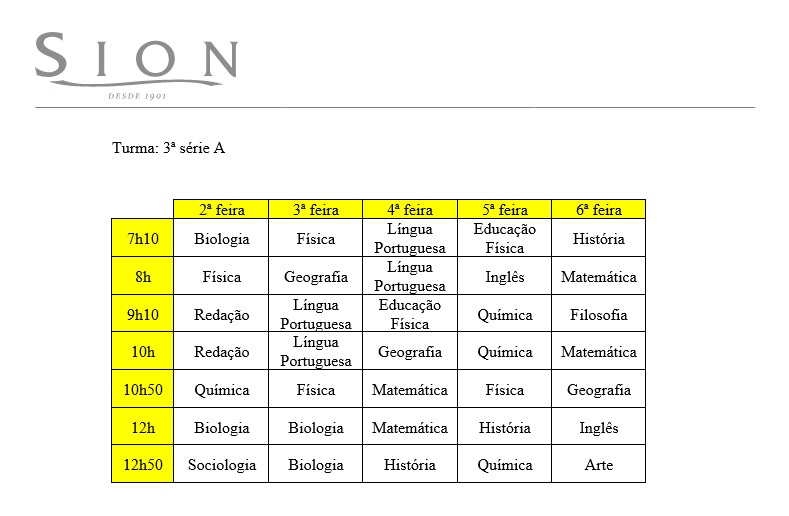 SION
DESDE 1901
Turma: 3ª série A
2ª feira 3ª feira 4ª feira 5ª feira 6ª feira
7h10 Biologia Física Língua Portuguesa Educação Física História
8h Física Geografia Língua Portuguesa Inglês Matemática
9h10 Redação Língua Portuguesa Educação Física Química Filosofia
10h Redação Língua Portuguesa Geografia Química Matemática
10h50 Química Física Matemática Física Geografia
12h Biologia Biologia Matemática História Inglês
12h50 Sociologia Biologia História Química Arte